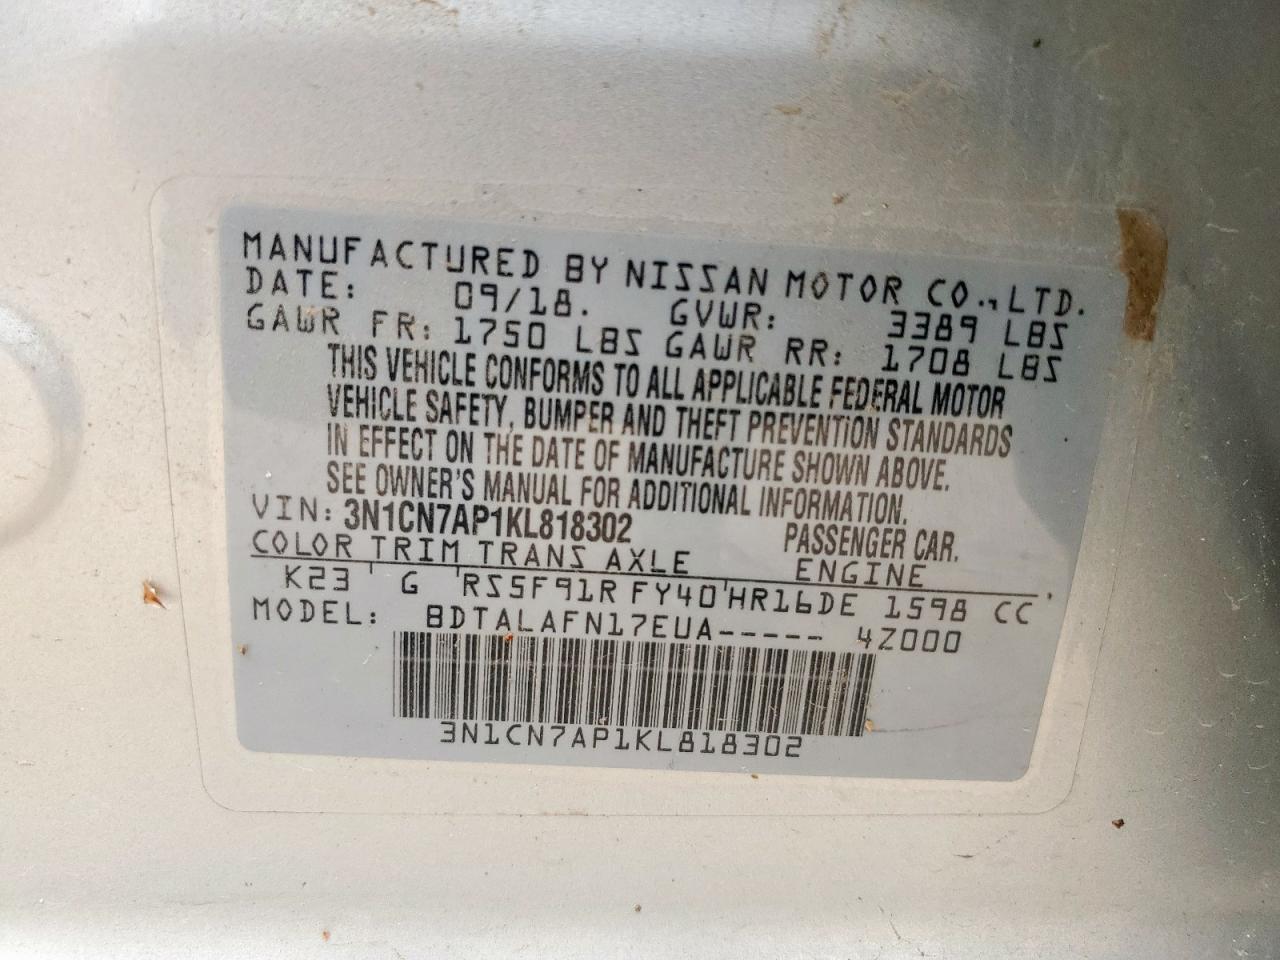 MANUFACTURED BY NISSAN MOTOR CO., LTD.
DATE: 09/18. GVWR: 3389 LBS
GAWR FR: 1750 LBS GAWR RR: 1708 LBS
THIS VEHICLE CONFORMS TO ALL APPLICABLE FEDERAL MOTOR
VEHICLE SAFETY, BUMPER AND THEFT PREVENTION STANDARDS
IN EFFECT ON THE DATE OF MANUFACTURE SHOWN ABOVE.
SEE OWNER'S MANUAL FOR ADDITIONAL INFORMATION.
VIN: 3N1CN7AP1KL818302 PASSENGER CAR.
COLOR TRIM TRANS AXLE ENGINE
K23 ' G ' RS5F91R FY40 ' HR16DE 1598 CC '
MODEL: BDTALAFN17EUA----- 4Z000
3N1CN7AP1KL818302